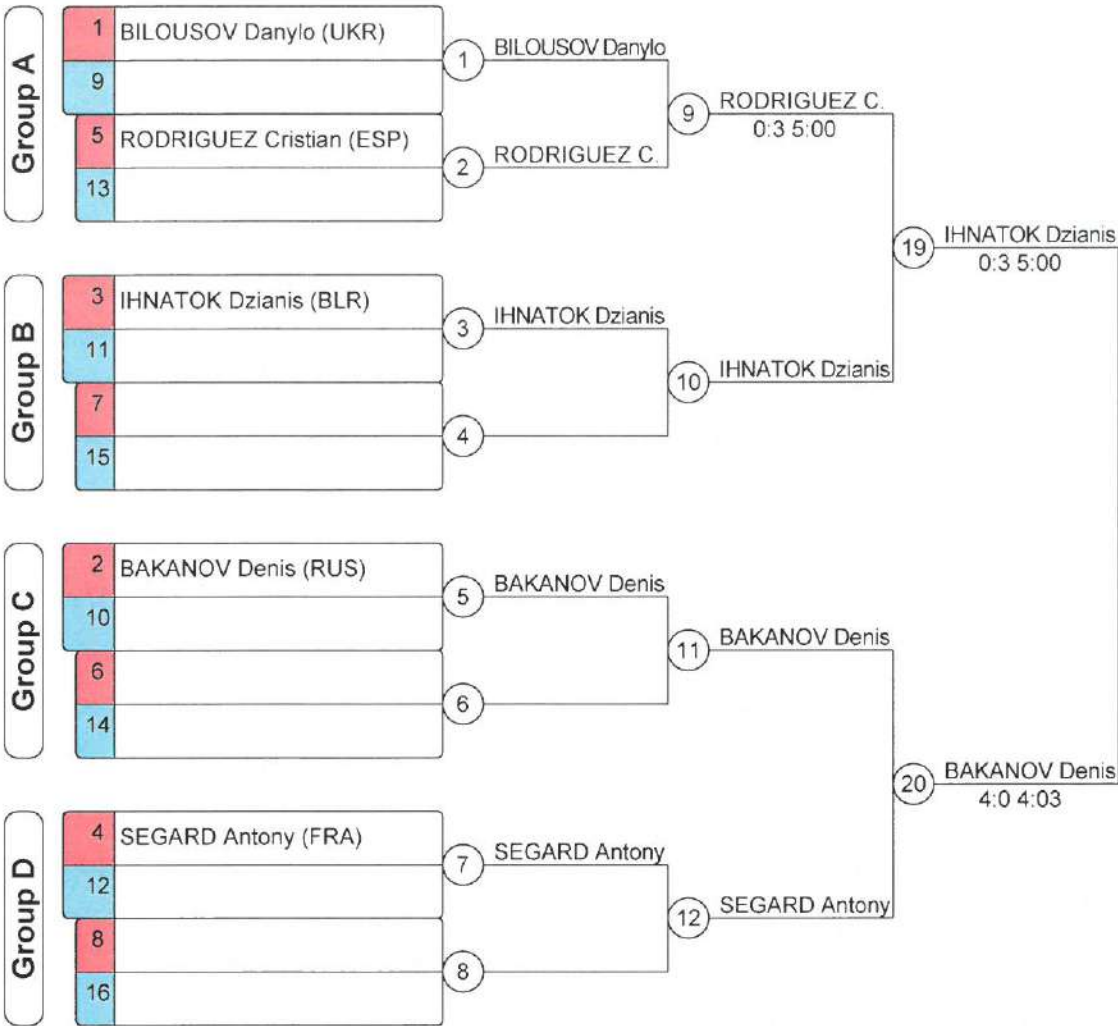 Group A
1 BILOUSOV Danylo (UKR)
9
5 RODRIGUEZ Cristian (ESP)
13
1 BILOUSOV Danylo
2 RODRIGUEZ C.
9 RODRIGUEZ C.
0:3 5:00
Group B
3 IHNATOK Dzianis (BLR)
11
7
15
3 IHNATOK Dzianis
4
10 IHNATOK Dzianis
19 IHNATOK Dzianis
0:3 5:00
Group C
2 BAKANOV Denis (RUS)
10
6
14
5 BAKANOV Denis
6
11 BAKANOV Denis
Group D
4 SEGARD Antony (FRA)
12
8
16
7 SEGARD Antony
8
12 SEGARD Antony
20 BAKANOV Denis
4:0 4:03